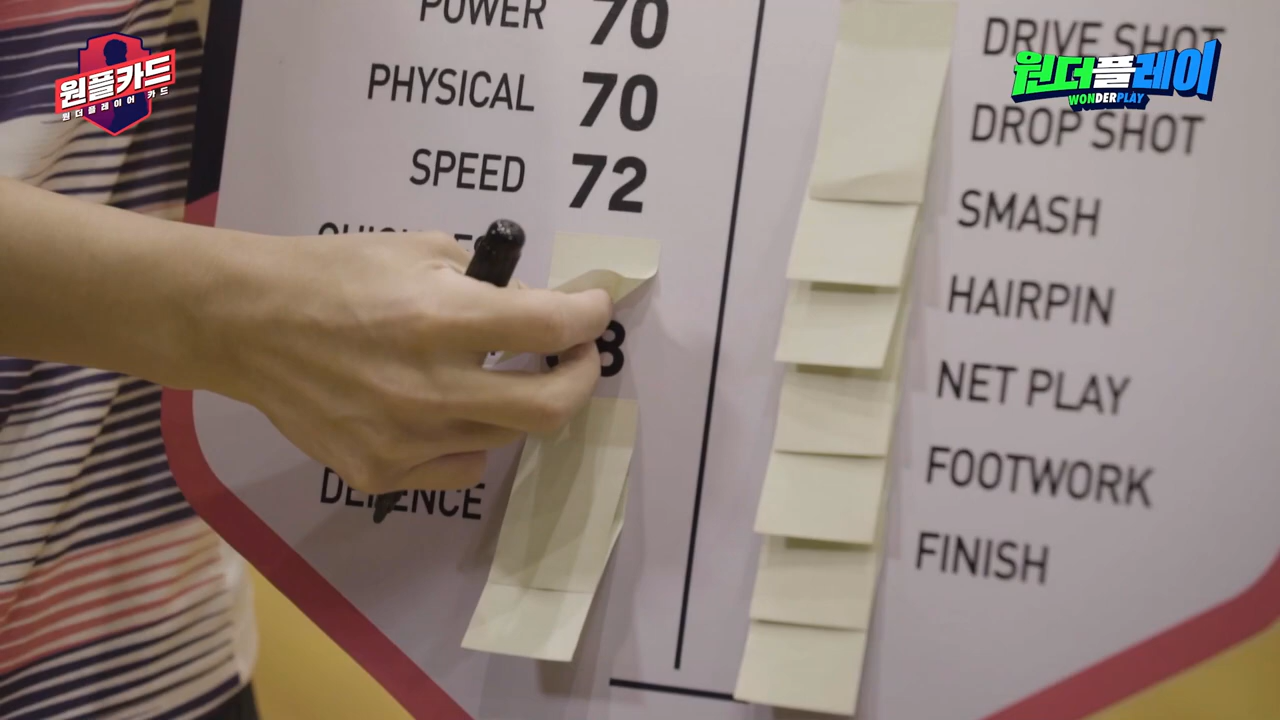 원플카드
원더플레이어 카드
원더플레이
WONDERPLAY
POWER 70
PHYSICAL 70
SPEED 72
DEFENCE
DRIVE SHOT
DROP SHOT
SMASH
HAIRPIN
NET PLAY
FOOTWORK
FINISH